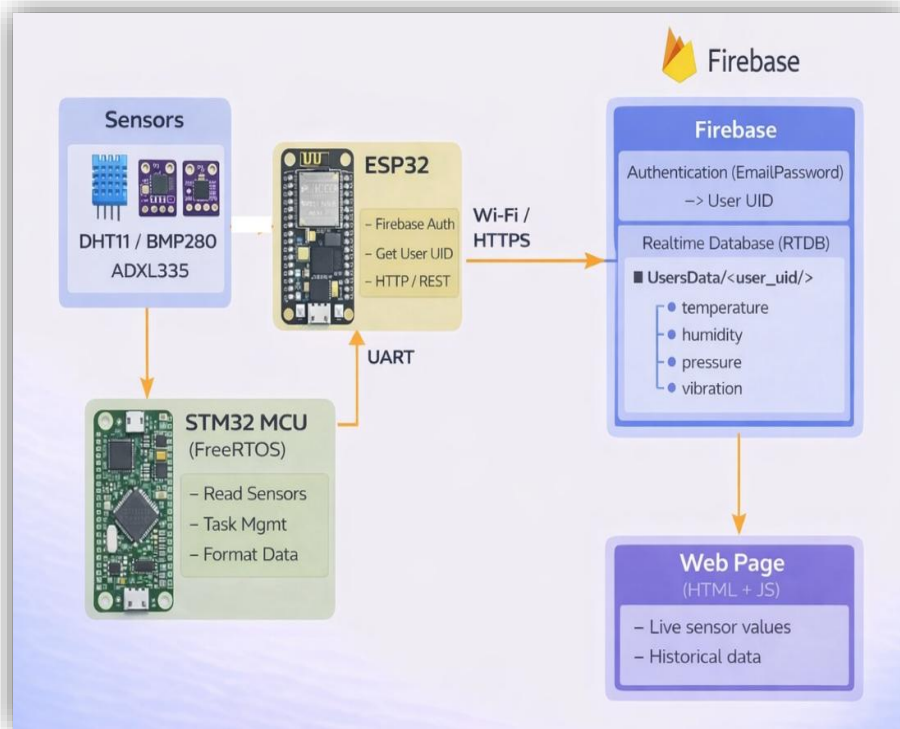 Firebase
Sensors
DHT11 / BMP280
ADXL335
ESP32
– Firebase Auth
– Get User UID
– HTTP / REST
Wi-Fi /
HTTPS
UART
STM32 MCU
(FreeRTOS)
– Read Sensors
– Task Mgmt
– Format Data
Firebase
Authentication (EmailPassword)
–> User UID
Realtime Database (RTDB)
UsersData/<user_uid/>
temperature
humidity
pressure
vibration
Web Page
(HTML + JS)
– Live sensor values
– Historical data